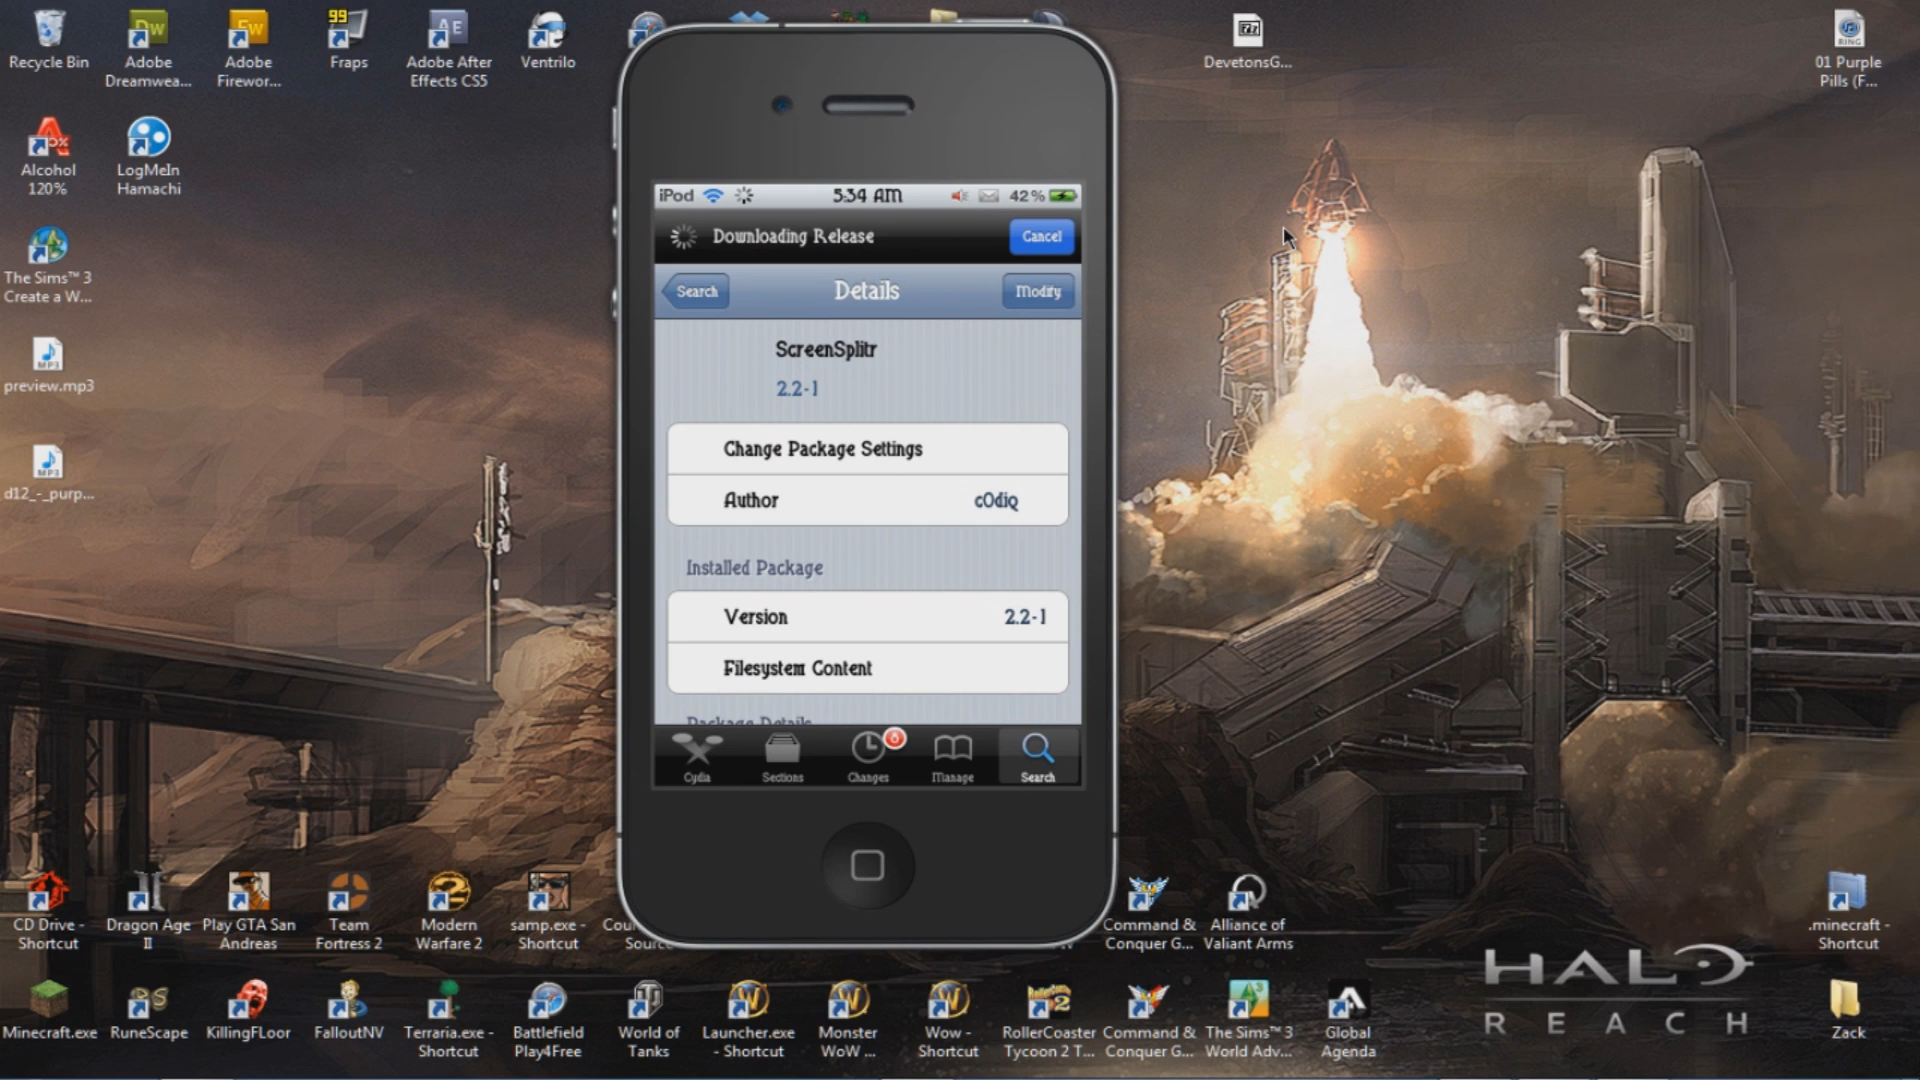 Recycle Bin
Adobe Dreamwea...
Adobe Firewor...
99
Fraps
Adobe After Effects CS5
Ventrilo
DevetonsG...
01 Purple Pills (F...
Alcohol 120%
LogMeIn Hamachi
The Sims™ 3 Create a W...
preview.mp3
d12_-_purp...
iPod
5:34 AM
42%
Downloading Release
Cancel
Search
Details
Modify
ScreenSplitr
2.2-1
Change Package Settings
Author
c0diq
Installed Package
Version
2.2-1
Filesystem Content
Package Details
Cydia
Sections
Changes
Manage
Search
CD Drive - Shortcut
Dragon Age II
Play GTA San Andreas
Team Fortress 2
Modern Warfare 2
samp.exe - Shortcut
Command & Conquer G...
Alliance of Valiant Arms
.minecraft - Shortcut
HALO
REACH
Minecraft.exe
RuneScape
KillingFLoor
FalloutNV
Terraria.exe - Shortcut
Battlefield Play4Free
World of Tanks
Launcher.exe - Shortcut
Monster WoW ...
Wow - Shortcut
RollerCoaster Tycoon 2 T...
Command & Conquer G...
The Sims™ 3 World Adv...
Global Agenda
Zack